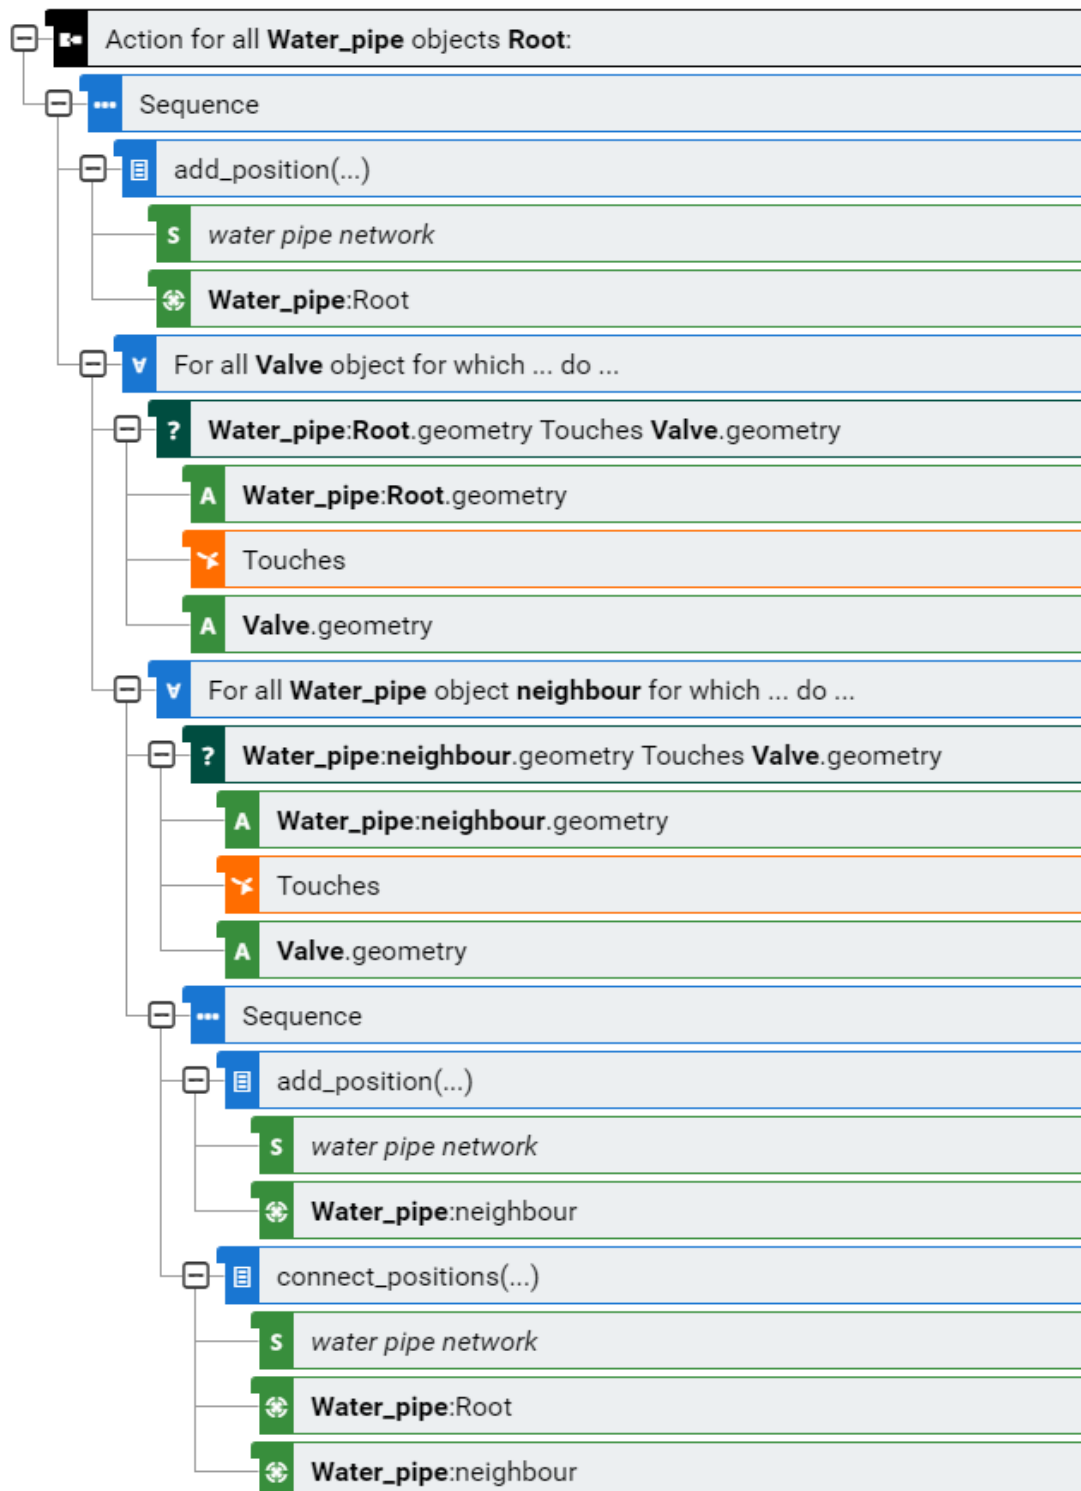 Action for all Water_pipe objects Root:
Sequence
add_position(...)
S water pipe network
Water_pipe:Root
∀ For all Valve object for which ... do ...
? Water_pipe:Root.geometry Touches Valve.geometry
A Water_pipe:Root.geometry
Touches
A Valve.geometry
∀ For all Water_pipe object neighbour for which ... do ...
? Water_pipe:neighbour.geometry Touches Valve.geometry
A Water_pipe:neighbour.geometry
Touches
A Valve.geometry
Sequence
add_position(...)
S water pipe network
Water_pipe:neighbour
connect_positions(...)
S water pipe network
Water_pipe:Root
Water_pipe:neighbour